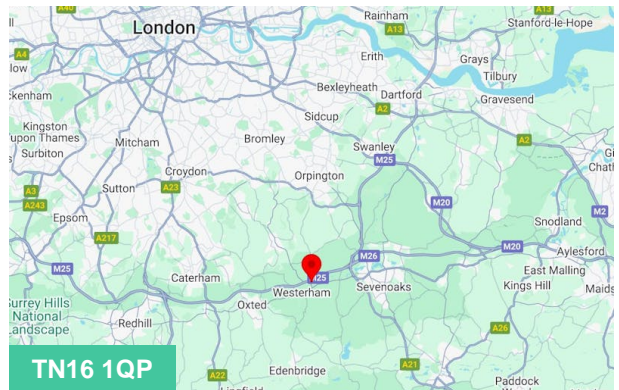 A40
A13
A13
Rainham
Stanford-le-Hope
London
A4
Erith
Grays
Tilbury
Bexleyheath
Dartford
Gravesend
A2
Sidcup
Kingston
upon Thames
Mitcham
Bromley
Swanley
A2
Surbiton
M25
Croydon
Orpington
A3
Sutton
A23
M20
M2
A243
Epsom
Snodland
A217
M20
Aylesford
M26
M25
M25
East Malling
Caterham
Westerham
Sevenoaks
Kings Hill
Oxted
Surrey Hills
National
Landscape
Redhill
A26
A22
Edenbridge
A21
Paddock
Wood
TN16 1QP